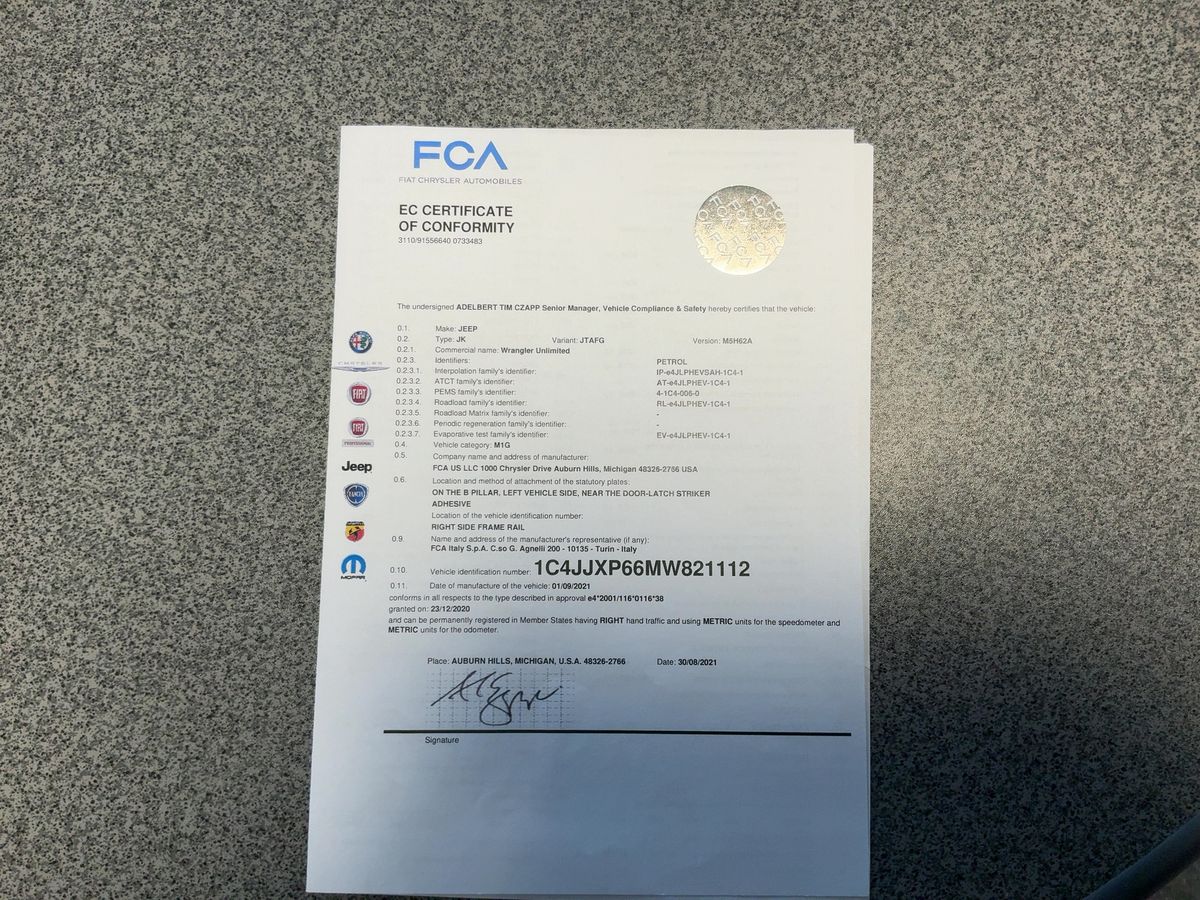 FCA
FIAT CHRYSLER AUTOMOBILES
EC CERTIFICATE
OF CONFORMITY
3110/91556640 0733483
The undersigned ADELBERT TIM CZAPP Senior Manager, Vehicle Compliance & Safety hereby certifies that the vehicle:
0.1. Make: JEEP
0.2. Type: JK Variant: JTAFG Version: M5H62A
0.2.1. Commercial name: Wrangler Unlimited
0.2.3. Identifiers: PETROL
0.2.3.1. Interpolation family's identifier: IP-e4JLPHEVSAH-1C4-1
0.2.3.2. ATCT family's identifier: AT-e4JLPHEV-1C4-1
0.2.3.3. PEMS family's identifier: 4-1C4-006-0
0.2.3.4. Roadload family's identifier: RL-e4JLPHEV-1C4-1
0.2.3.5. Roadload Matrix family's identifier: -
0.2.3.6. Periodic regeneration family's identifier: -
0.2.3.7. Evaporative test family's identifier: EV-e4JLPHEV-1C4-1
0.4. Vehicle category: M1G
0.5. Company name and address of manufacturer:
FCA US LLC 1000 Chrysler Drive Auburn Hills, Michigan 48326-2766 USA
0.6. Location and method of attachment of the statutory plates:
ON THE B PILLAR, LEFT VEHICLE SIDE, NEAR THE DOOR-LATCH STRIKER
ADHESIVE
Location of the vehicle identification number:
RIGHT SIDE FRAME RAIL
0.9. Name and address of the manufacturer's representative (if any):
FCA Italy S.p.A. C.so G. Agnelli 200 - 10135 - Turin - Italy
0.10. Vehicle identification number: 1C4JJXP66MW821112
0.11. Date of manufacture of the vehicle: 01/09/2021
conforms in all respects to the type described in approval e4*2001/116*0116*38
granted on: 23/12/2020
and can be permanently registered in Member States having RIGHT hand traffic and using METRIC units for the speedometer and
METRIC units for the odometer.
Place: AUBURN HILLS, MICHIGAN, U.S.A. 48326-2766 Date: 30/08/2021
Signature
CHRYSLER
FIAT
FIAT
PROFESSIONAL
Jeep
LANCIA
MOPAR